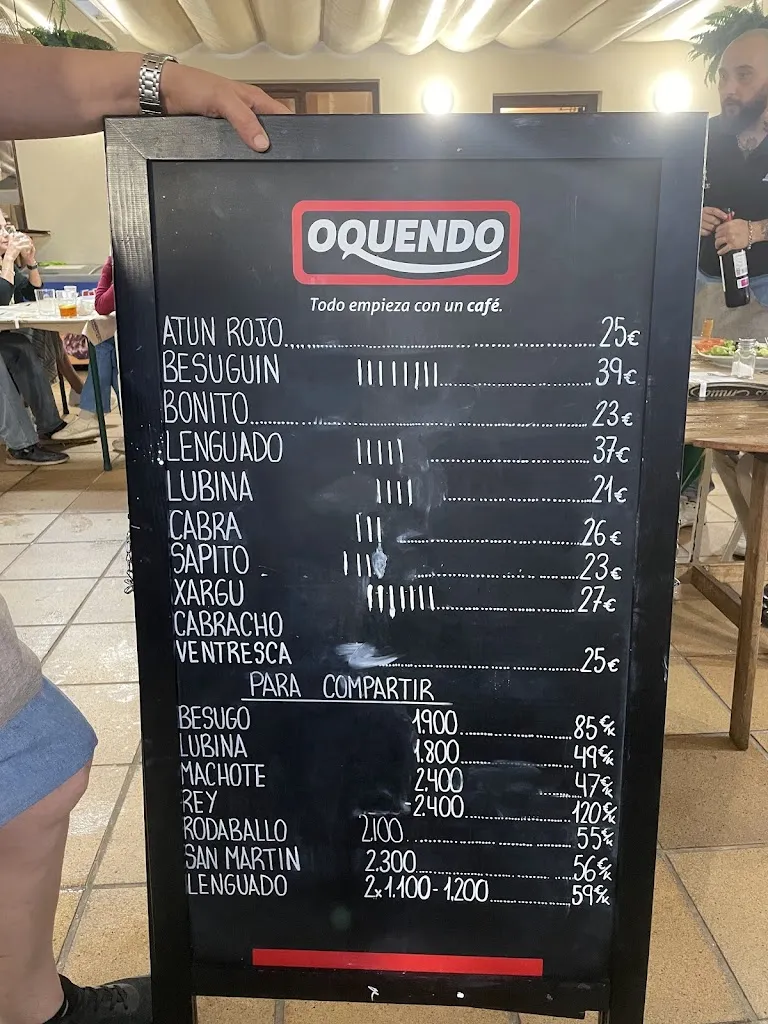 OQUENDO
Todo empieza con un café.
ATUN ROJO 25€
BESUGUIN |||||||| 39€
BONITO 23€
LENGUADO ||||| 37€
LUBINA |||| 21€
CABRA ||| 26€
SAPITO |||| 23€
XARGU ||||||| 27€
CABRACHO
VENTRESCA 25€
PARA COMPARTIR
BESUGO 1.900 85€/K
LUBINA 1.800 49€/K
MACHOTE 2.400 47€/K
REY 2.400 120€/K
RODABALLO 2.100 55€/K
SAN MARTIN 2.300 56€/K
LENGUADO 2x1.100-1,200 59€/K